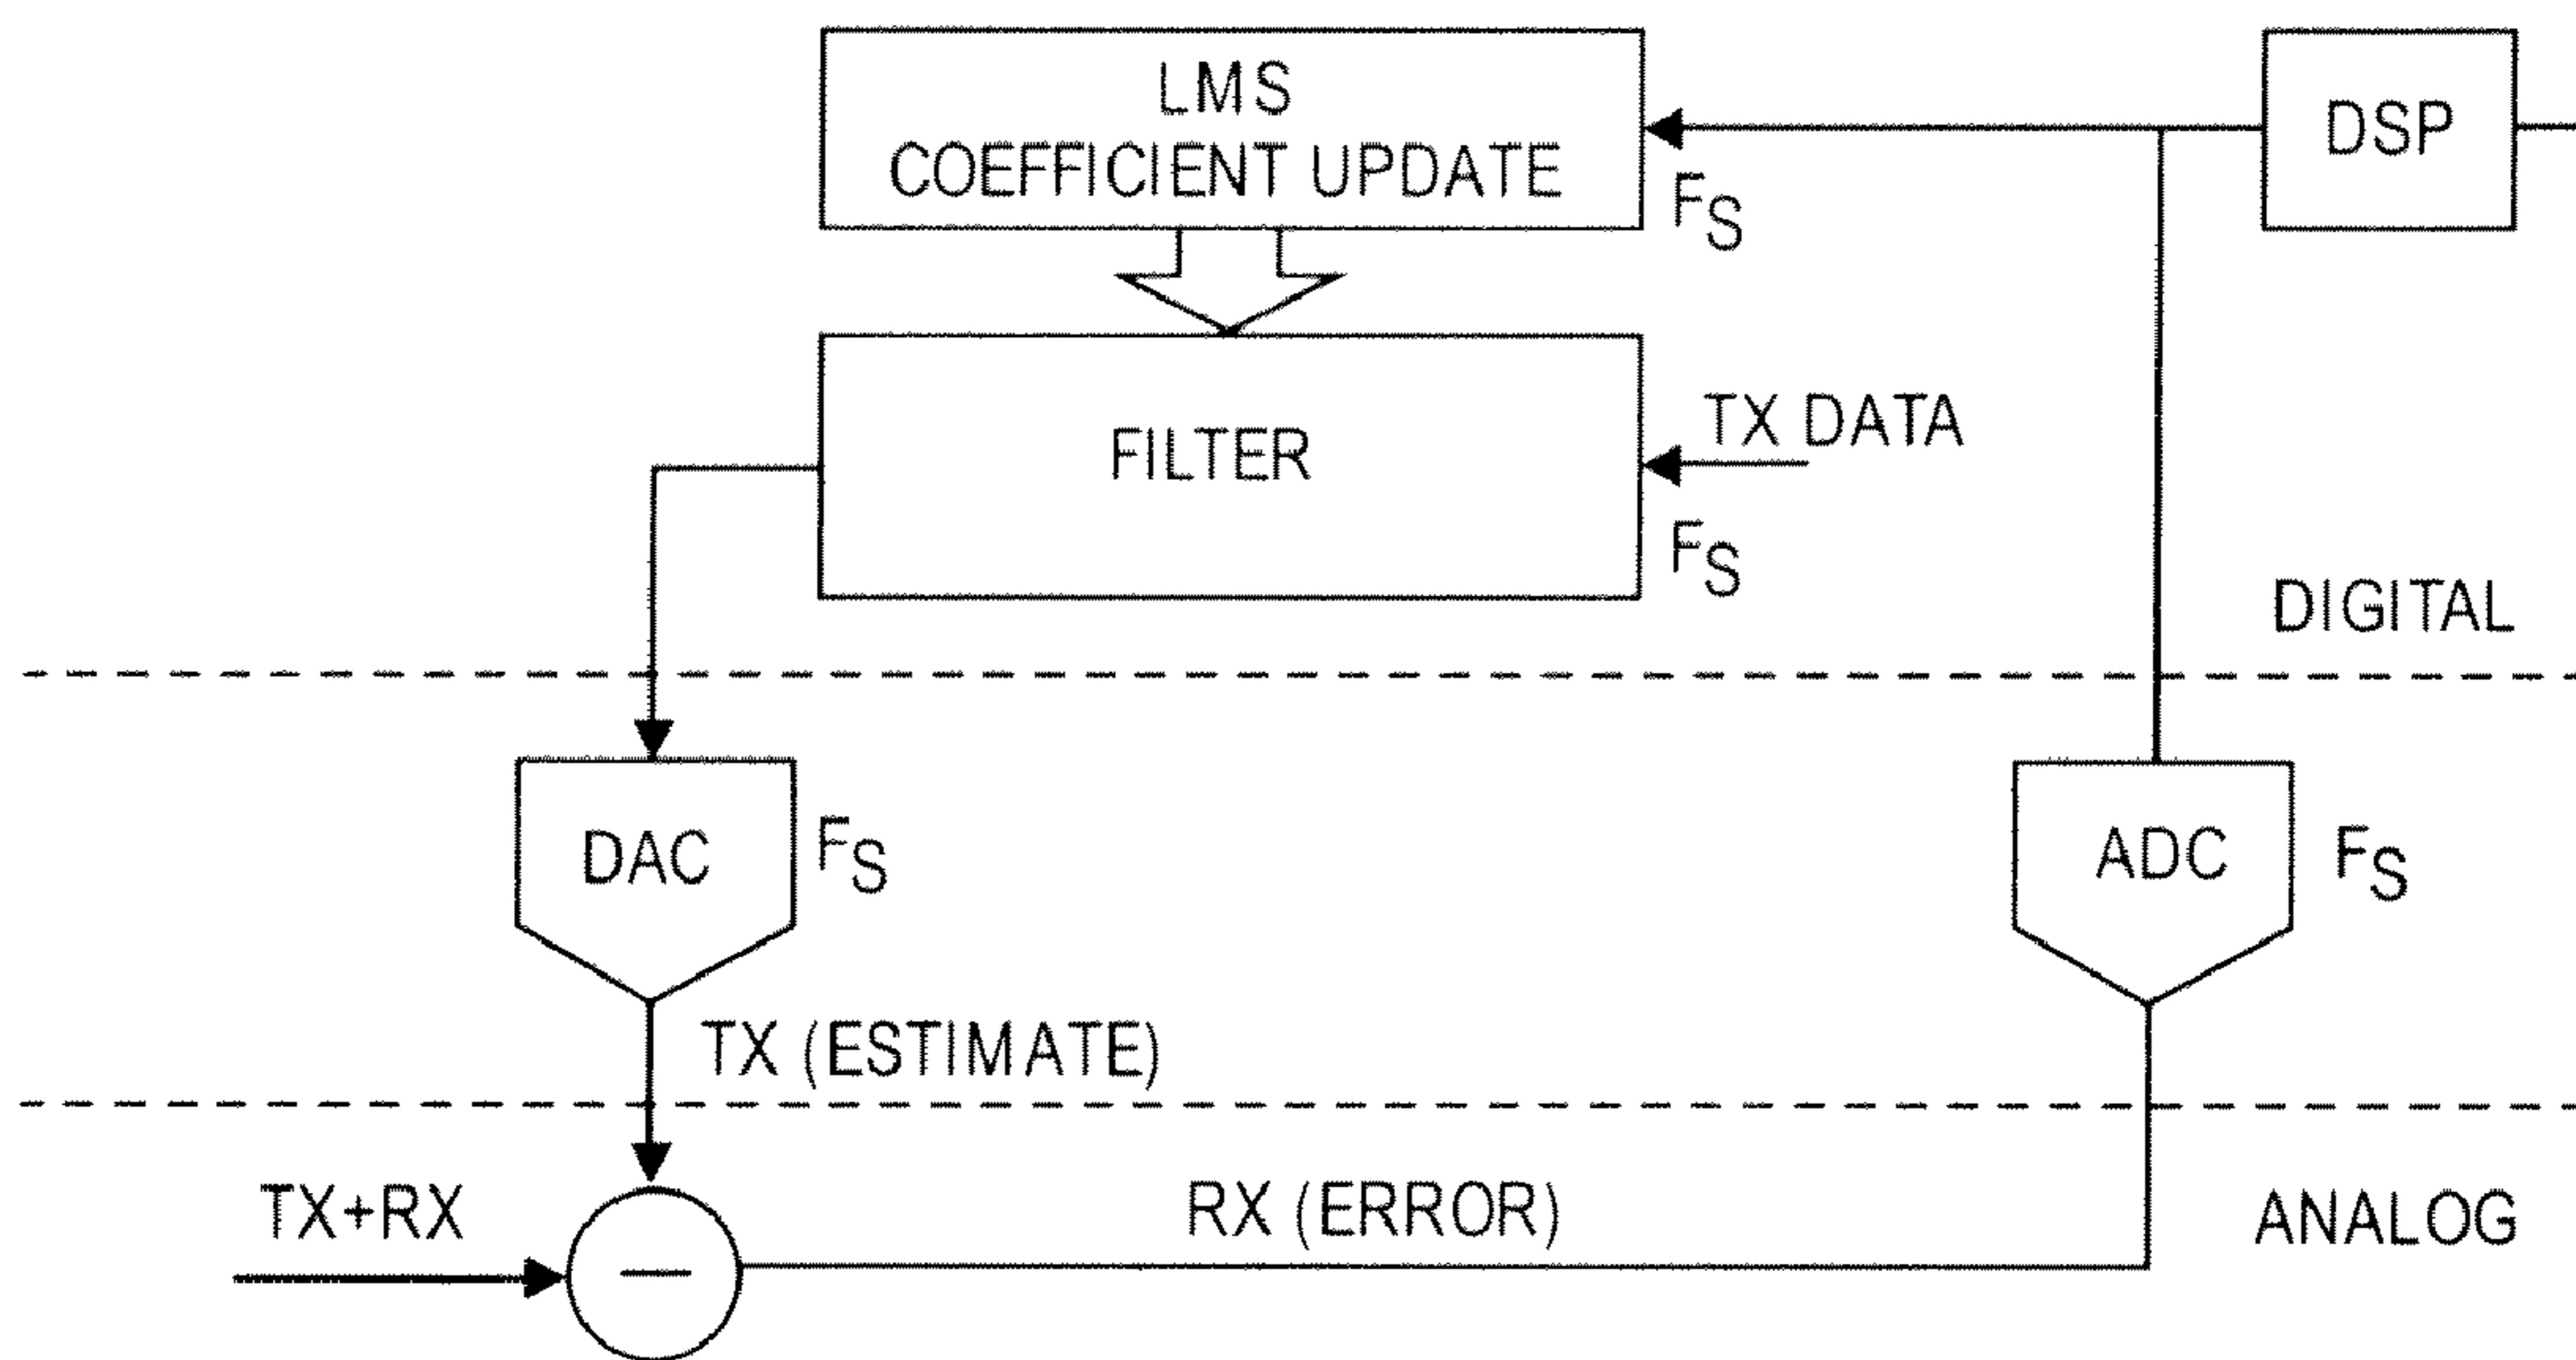 LMS
COEFFICIENT UPDATE
FS
DSP
FILTER
TX DATA
FS
DIGITAL
DAC
FS
ADC
FS
TX (ESTIMATE)
TX+RX
—
RX (ERROR)
ANALOG